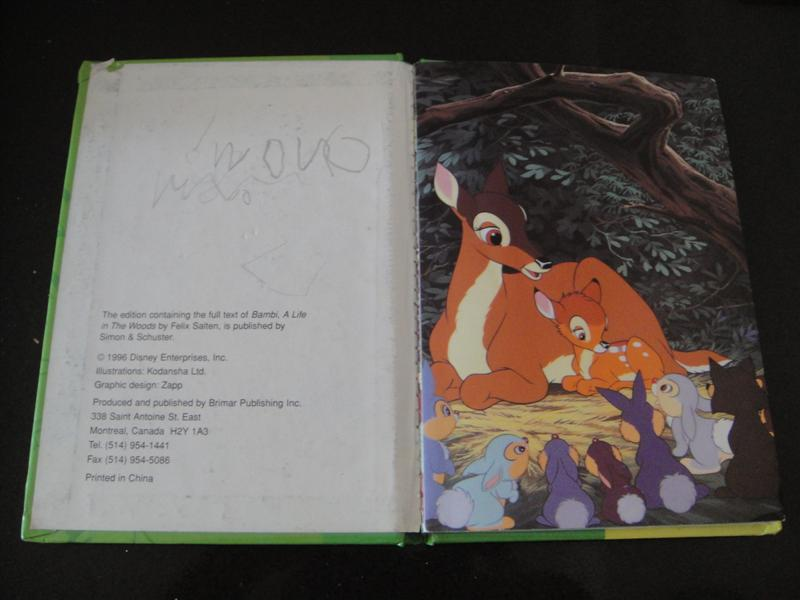 The edition containing the full text of Bambi, A Life
in The Woods by Felix Salten, is published by
Simon & Schuster.
© 1996 Disney Enterprises, Inc.
Illustrations: Kodansha Ltd.
Graphic design: Zapp
Produced and published by Brimar Publishing Inc.
338 Saint Antoine St. East
Montreal, Canada H2Y 1A3
Tel. (514) 954-1441
Fax (514) 954-5086
Printed in China